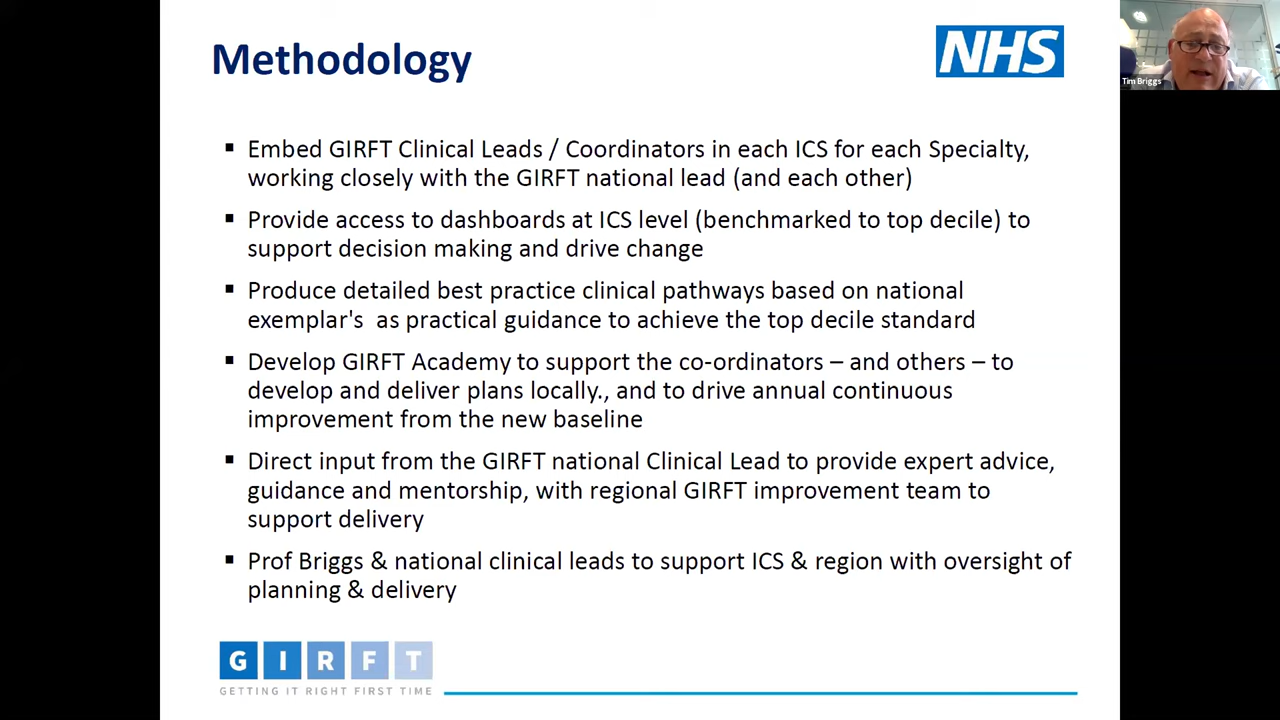 Methodology
NHS
Tim Briggs
▪ Embed GIRFT Clinical Leads / Coordinators in each ICS for each Specialty,
working closely with the GIRFT national lead (and each other)
▪ Provide access to dashboards at ICS level (benchmarked to top decile) to
support decision making and drive change
▪ Produce detailed best practice clinical pathways based on national
exemplar's  as practical guidance to achieve the top decile standard
▪ Develop GIRFT Academy to support the co-ordinators – and others – to
develop and deliver plans locally., and to drive annual continuous
improvement from the new baseline
▪ Direct input from the GIRFT national Clinical Lead to provide expert advice,
guidance and mentorship, with regional GIRFT improvement team to
support delivery
▪ Prof Briggs & national clinical leads to support ICS & region with oversight of
planning & delivery
GIRFT
GETTING IT RIGHT FIRST TIME